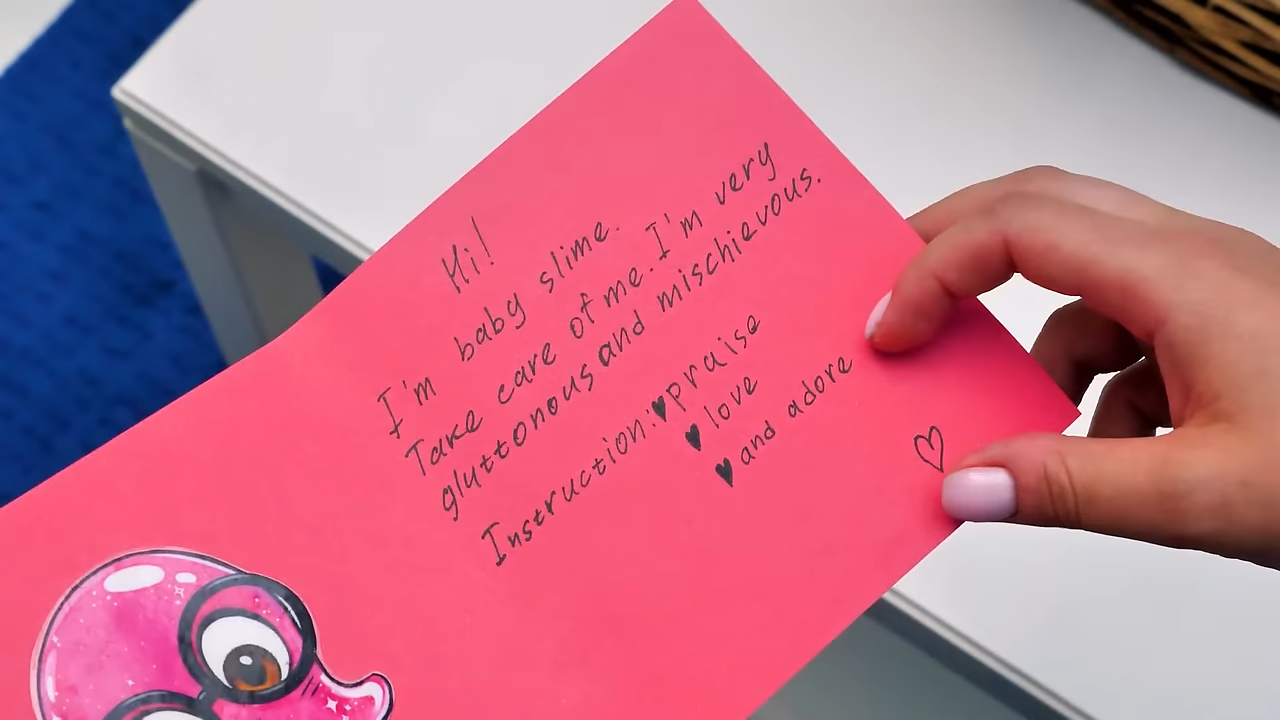 Hi!
I'm baby slime.
Take care of me. I'm very
gluttonous and mischievous.
Instruction: ♥ praise
♥ love
♥ and adore